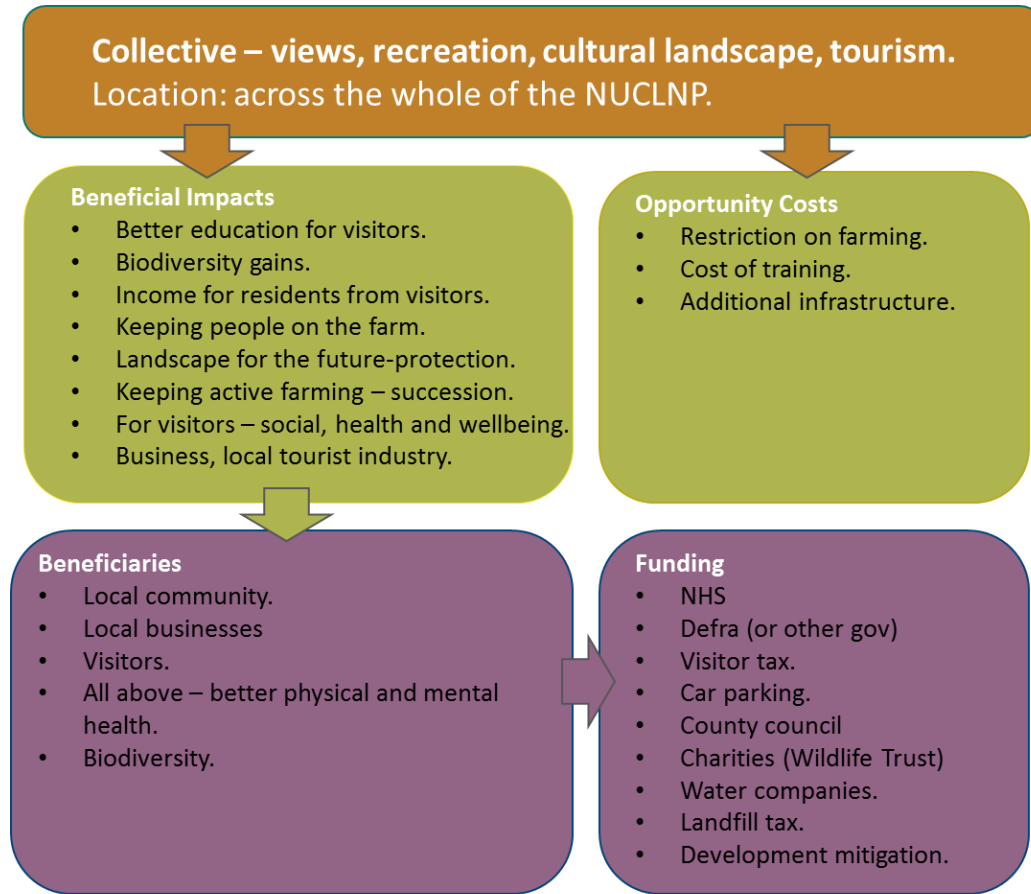 Collective – views, recreation, cultural landscape, tourism.
Location: across the whole of the NUCLNP.
Beneficial Impacts
• Better education for visitors.
• Biodiversity gains.
• Income for residents from visitors.
• Keeping people on the farm.
• Landscape for the future-protection.
• Keeping active farming – succession.
• For visitors – social, health and wellbeing.
• Business, local tourist industry.
Opportunity Costs
• Restriction on farming.
• Cost of training.
• Additional infrastructure.
Beneficiaries
• Local community.
• Local businesses
• Visitors.
• All above – better physical and mental
health.
• Biodiversity.
Funding
• NHS
• Defra (or other gov)
• Visitor tax.
• Car parking.
• County council
• Charities (Wildlife Trust)
• Water companies.
• Landfill tax.
• Development mitigation.